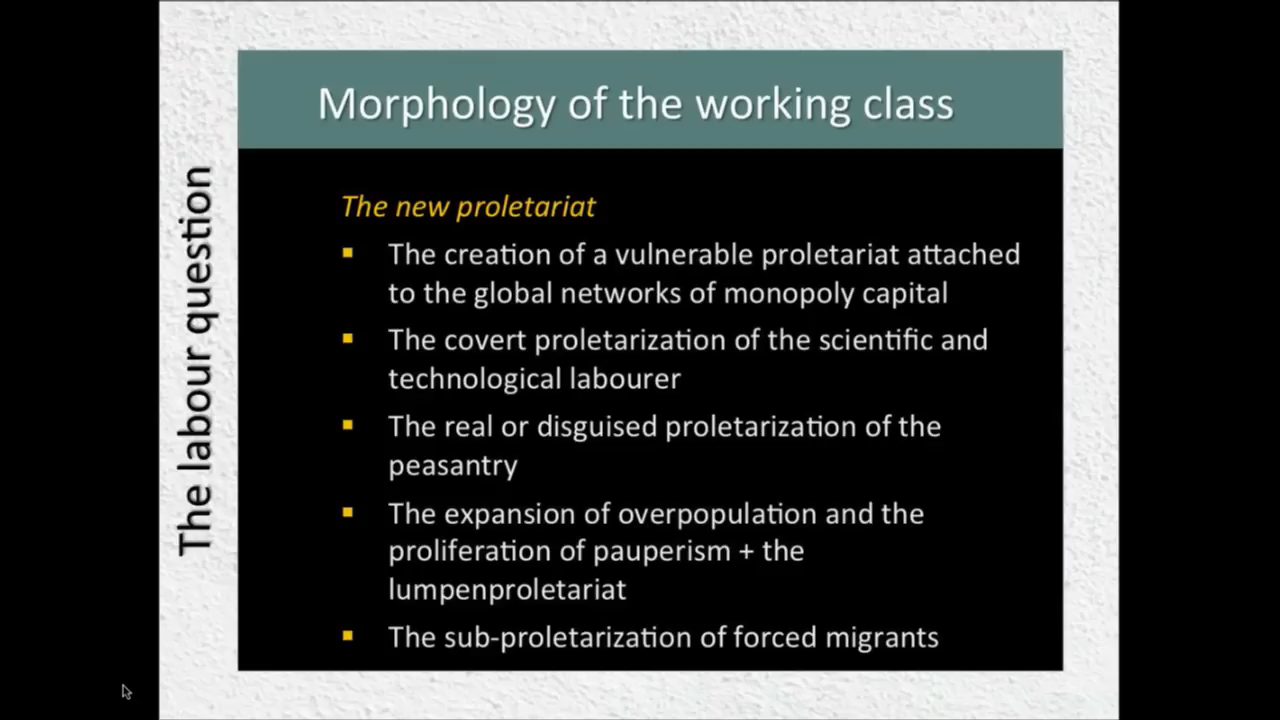 Morphology of the working class
The labour question
The new proletariat
▪ The creation of a vulnerable proletariat attached
to the global networks of monopoly capital
▪ The covert proletarization of the scientific and
technological labourer
▪ The real or disguised proletarization of the
peasantry
▪ The expansion of overpopulation and the
proliferation of pauperism + the
lumpenproletariat
▪ The sub-proletarization of forced migrants